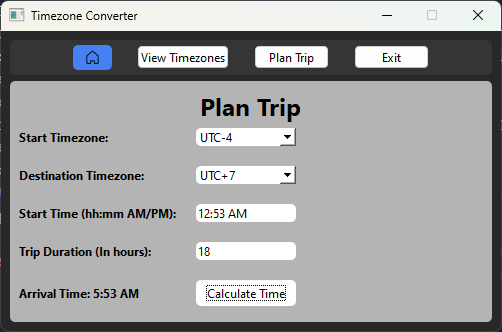 Timezone Converter
View Timezones Plan Trip Exit
Plan Trip
Start Timezone: UTC-4
Destination Timezone: UTC+7
Start Time (hh:mm AM/PM): 12:53 AM
Trip Duration (In hours): 18
Arrival Time: 5:53 AM Calculate Time